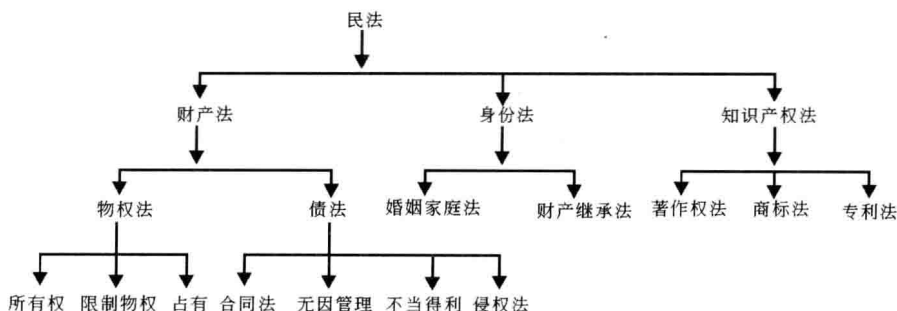 民法
财产法 身份法 知识产权法
物权法 债法 婚姻家庭法 财产继承法 著作权法 商标法 专利法
所有权 限制物权 占有 合同法 无因管理 不当得利 侵权法